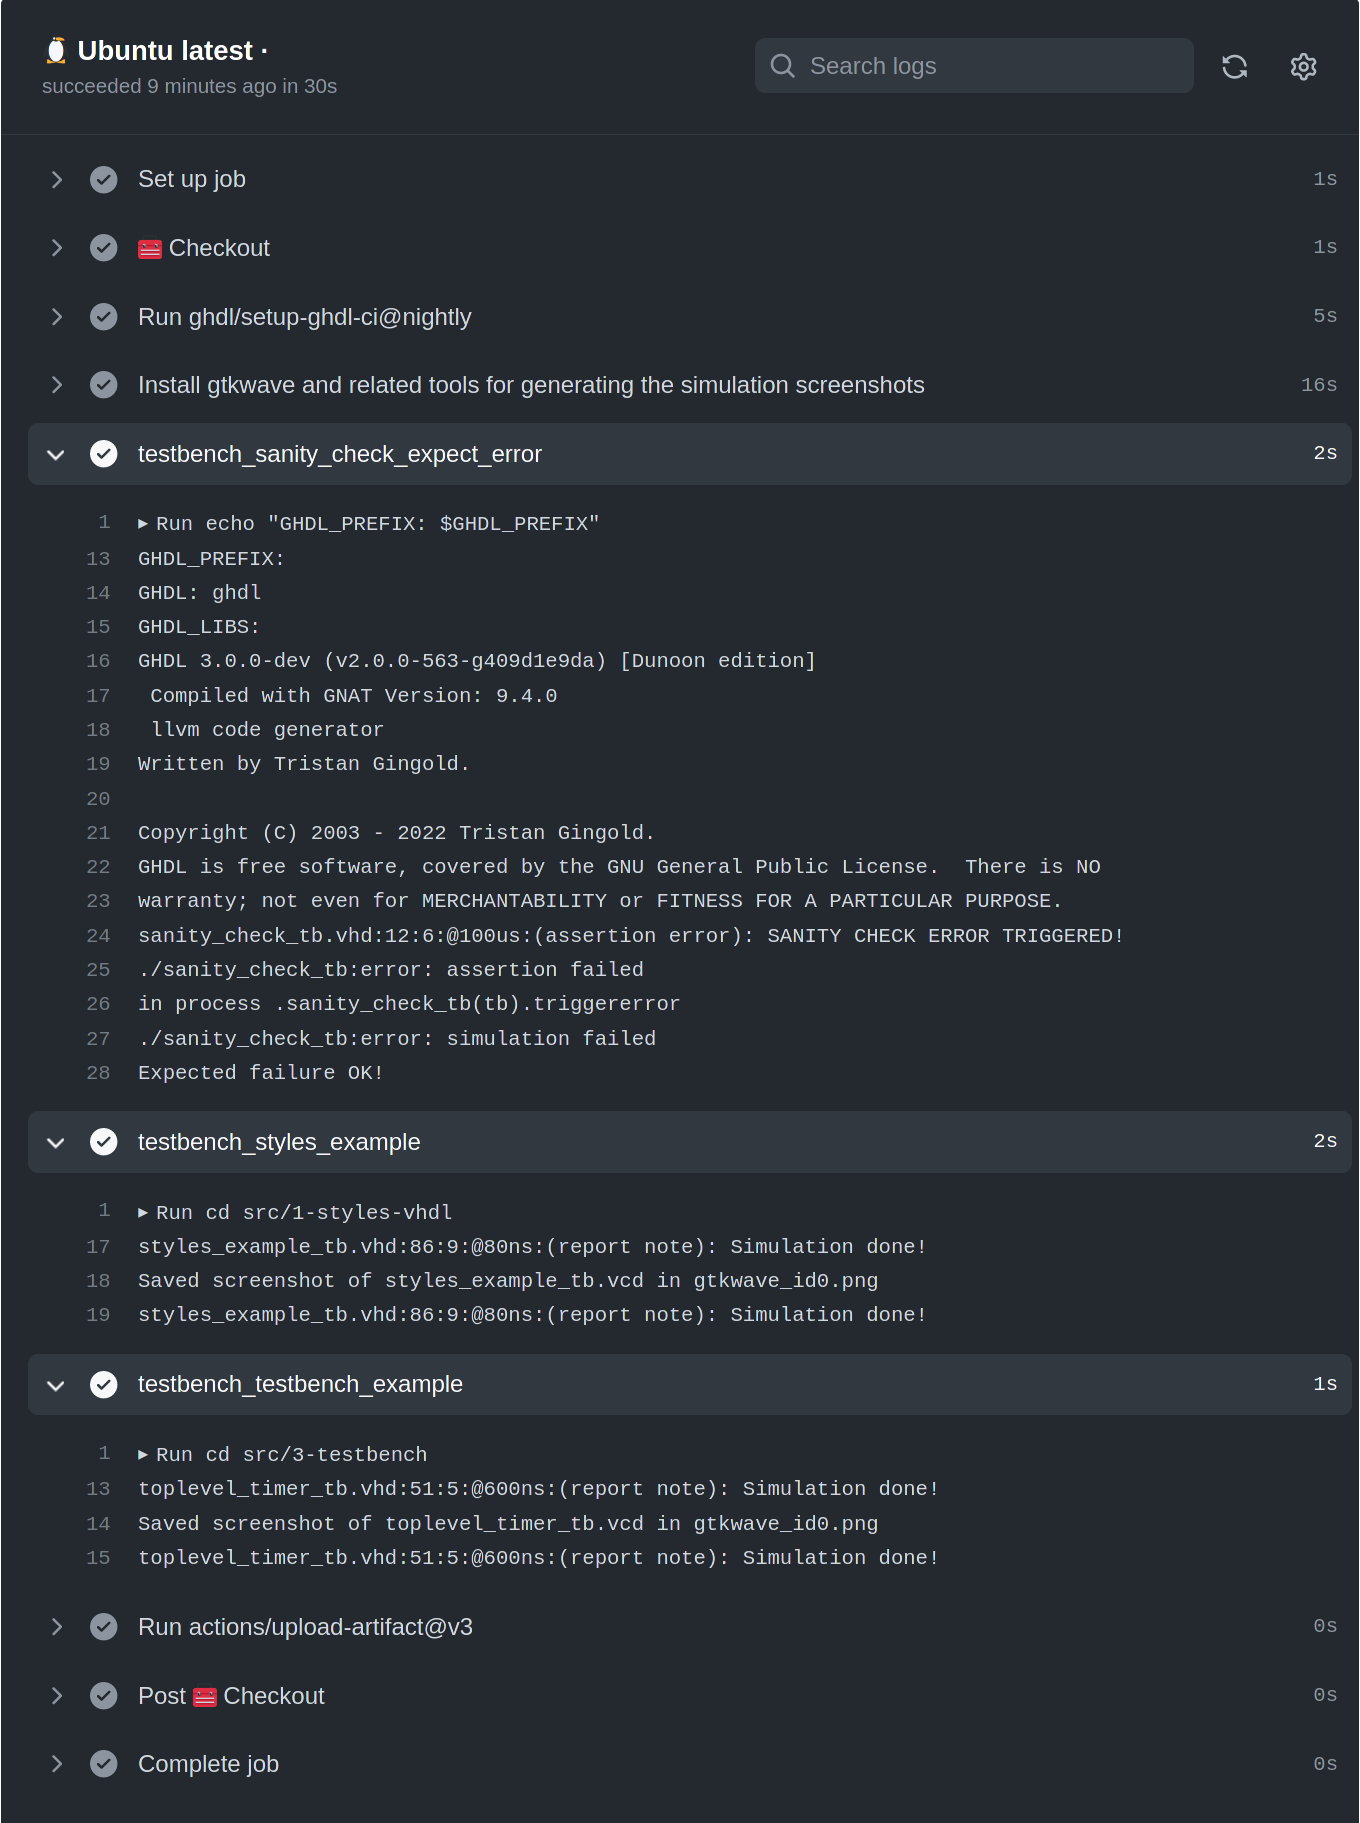 Ubuntu latest ·
succeeded 9 minutes ago in 30s
Search logs
Set up job 1s
Checkout 1s
Run ghdl/setup-ghdl-ci@nightly 5s
Install gtkwave and related tools for generating the simulation screenshots 16s
testbench_sanity_check_expect_error 2s
1 Run echo "GHDL_PREFIX: $GHDL_PREFIX"
13 GHDL_PREFIX:
14 GHDL: ghdl
15 GHDL_LIBS:
16 GHDL 3.0.0-dev (v2.0.0-563-g409d1e9da) [Dunoon edition]
17 Compiled with GNAT Version: 9.4.0
18 llvm code generator
19 Written by Tristan Gingold.
20
21 Copyright (C) 2003 - 2022 Tristan Gingold.
22 GHDL is free software, covered by the GNU General Public License.  There is NO
23 warranty; not even for MERCHANTABILITY or FITNESS FOR A PARTICULAR PURPOSE.
24 sanity_check_tb.vhd:12:6:@100us:(assertion error): SANITY CHECK ERROR TRIGGERED!
25 ./sanity_check_tb:error: assertion failed
26 in process .sanity_check_tb(tb).triggererror
27 ./sanity_check_tb:error: simulation failed
28 Expected failure OK!
testbench_styles_example 2s
1 Run cd src/1-styles-vhdl
17 styles_example_tb.vhd:86:9:@80ns:(report note): Simulation done!
18 Saved screenshot of styles_example_tb.vcd in gtkwave_id0.png
19 styles_example_tb.vhd:86:9:@80ns:(report note): Simulation done!
testbench_testbench_example 1s
1 Run cd src/3-testbench
13 toplevel_timer_tb.vhd:51:5:@600ns:(report note): Simulation done!
14 Saved screenshot of toplevel_timer_tb.vcd in gtkwave_id0.png
15 toplevel_timer_tb.vhd:51:5:@600ns:(report note): Simulation done!
Run actions/upload-artifact@v3 0s
Post Checkout 0s
Complete job 0s